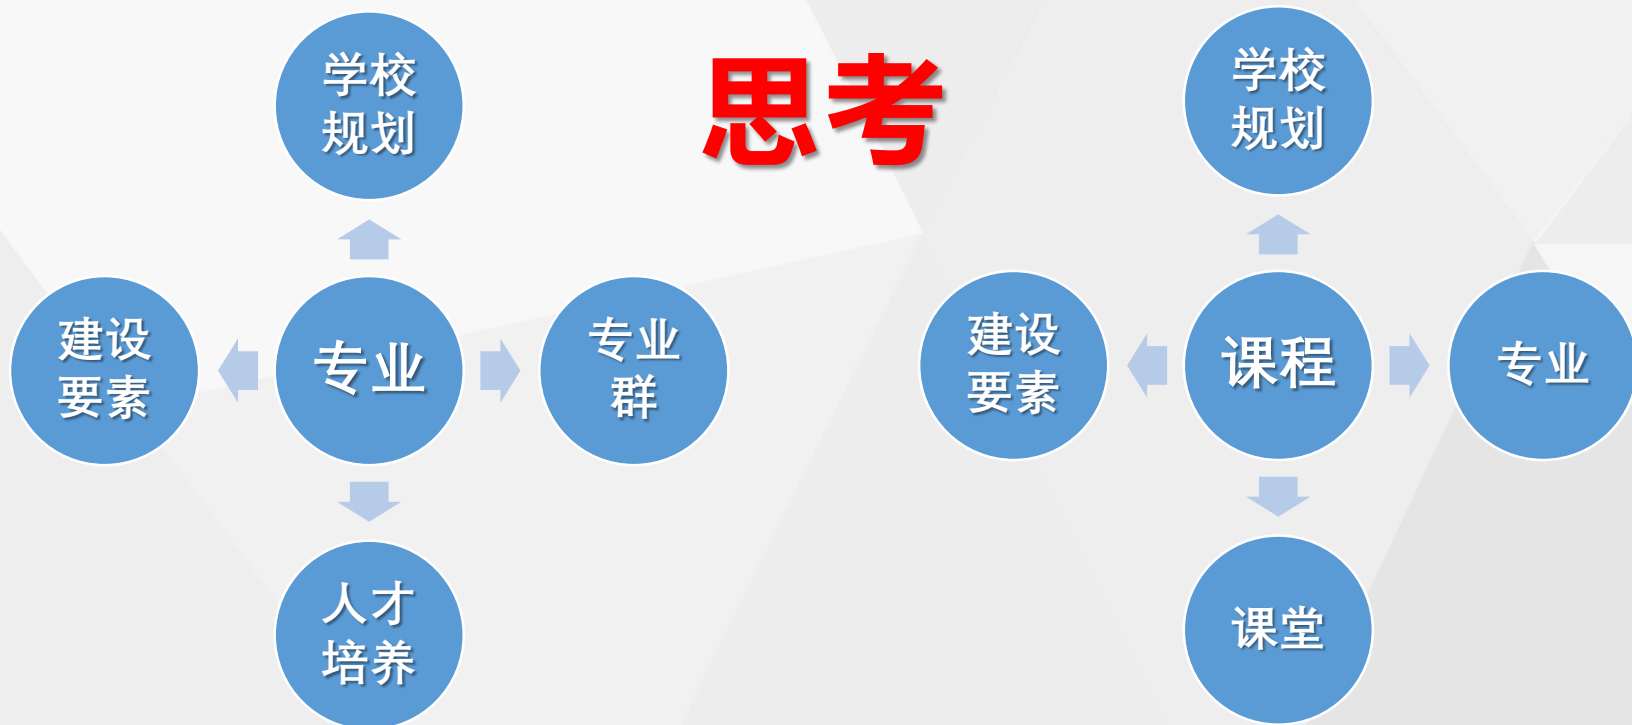 思考
学校
规划
建设
要素
专业
专业
群
人才
培养
学校
规划
建设
要素
课程
专业
课堂